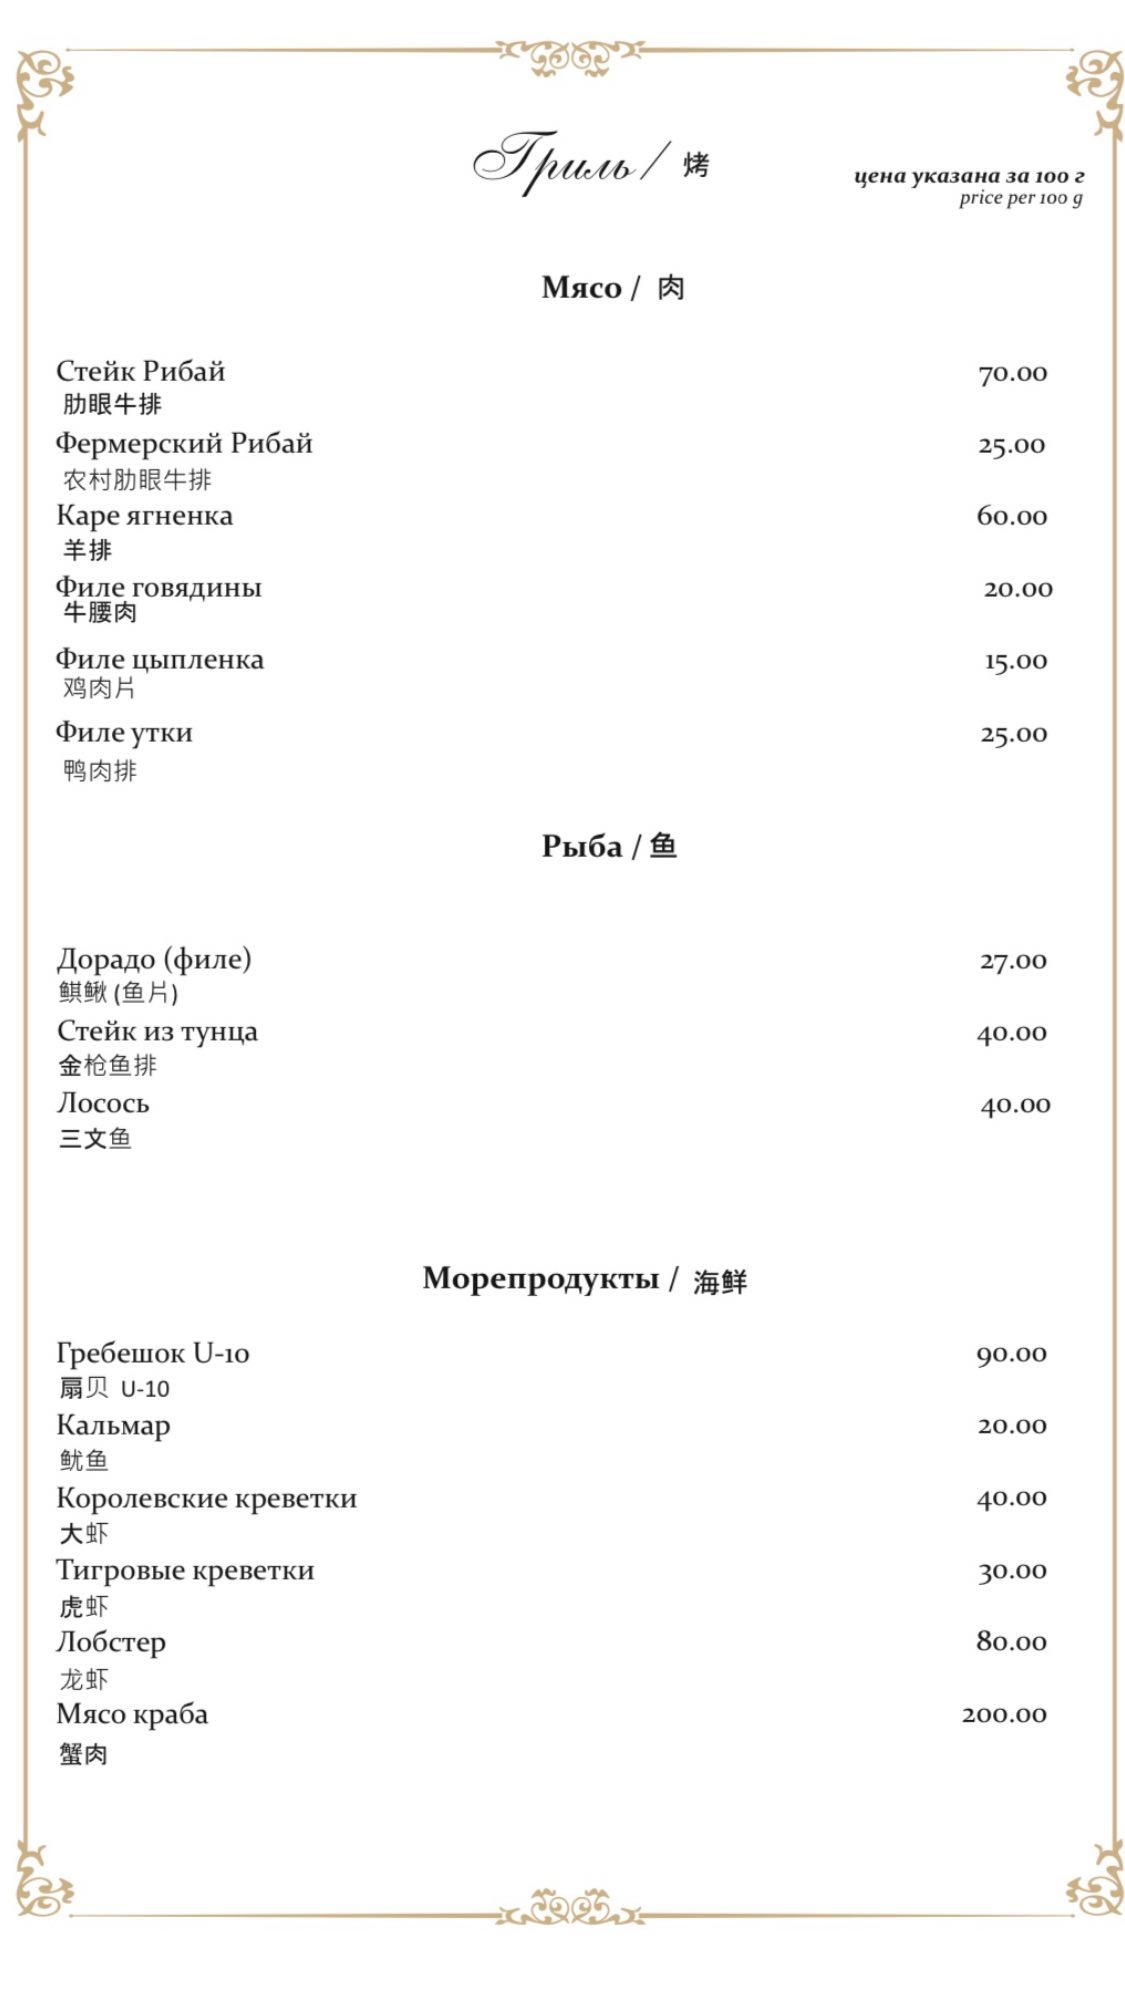 Гриль / 烤
цена указана за 100 г
price per 100 g
Мясо / 肉
Стейк Рибай 70.00
肋眼牛排
Фермерский Рибай 25.00
农村肋眼牛排
Каре ягненка 60.00
羊排
Филе говядины 20.00
牛腰肉
Филе цыпленка 15.00
鸡肉片
Филе утки 25.00
鸭肉排
Рыба / 鱼
Дорадо (филе) 27.00
鲯鳅 (鱼片)
Стейк из тунца 40.00
金枪鱼排
Лосось 40.00
三文鱼
Морепродукты / 海鲜
Гребешок U-10 90.00
扇贝 U-10
Кальмар 20.00
鱿鱼
Королевские креветки 40.00
大虾
Тигровые креветки 30.00
虎虾
Лобстер 80.00
龙虾
Мясо краба 200.00
蟹肉